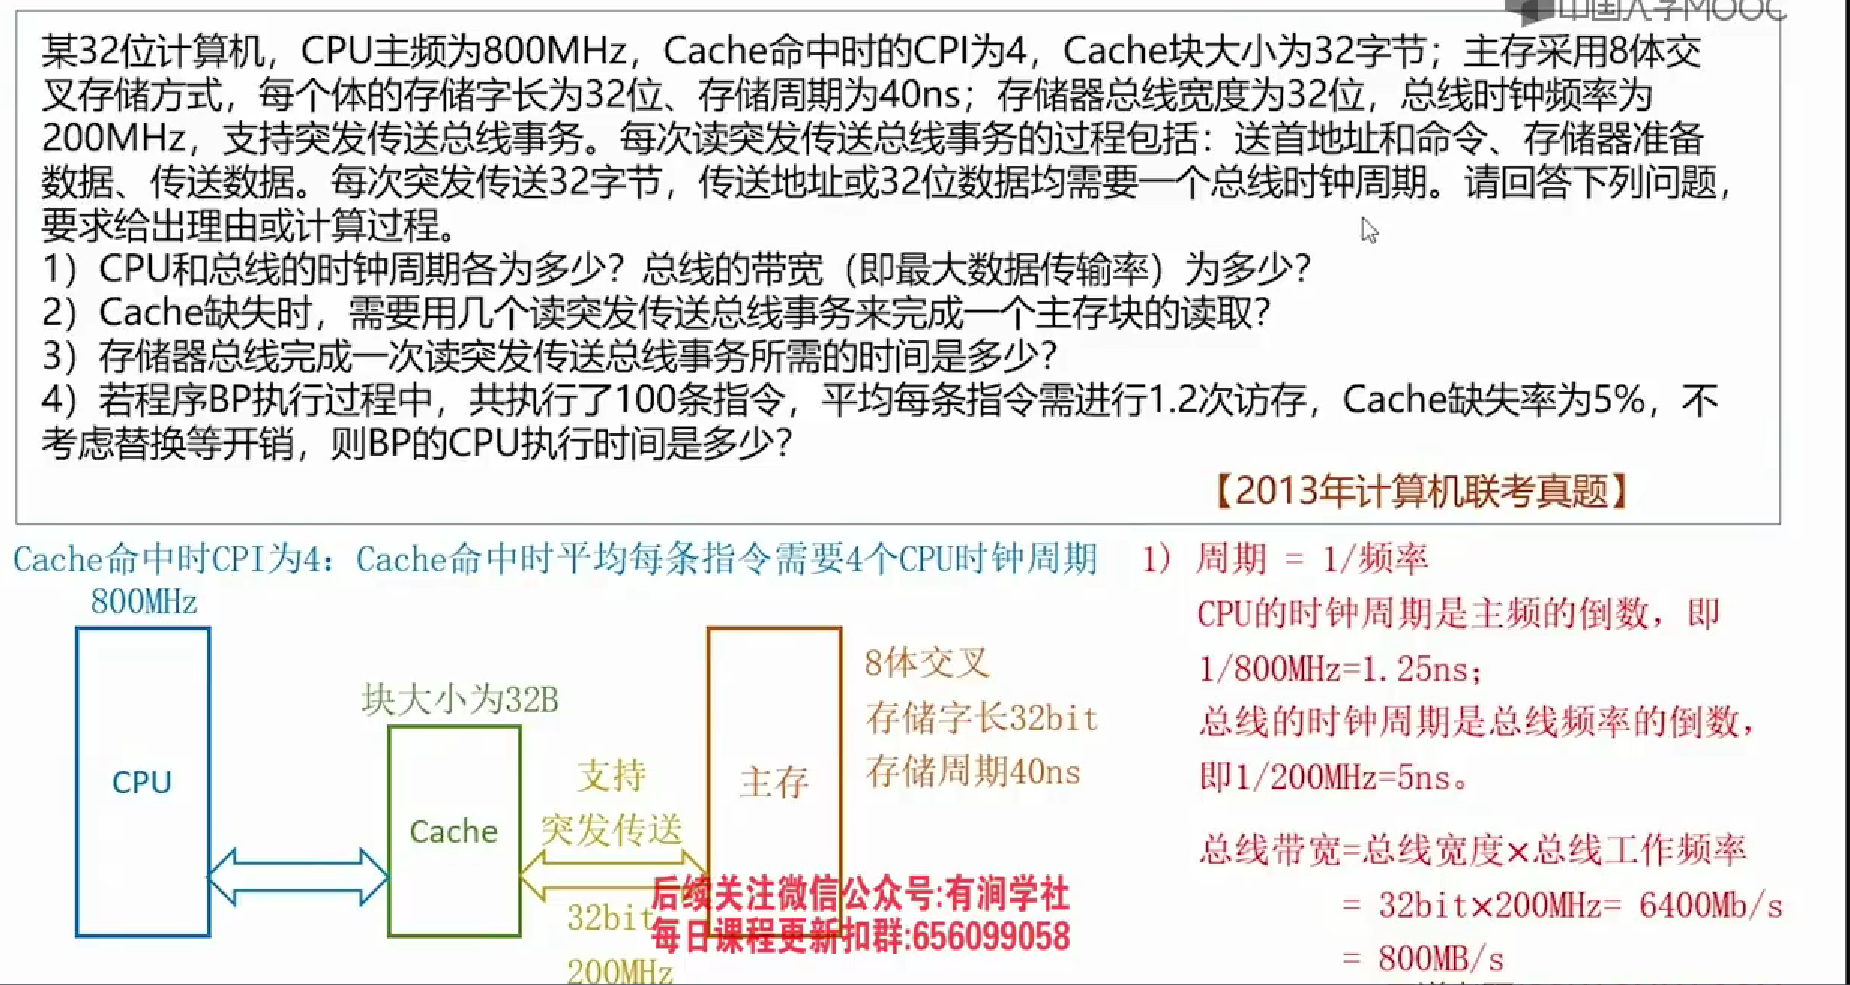 中国大学MOOC
某32位计算机，CPU主频为800MHz，Cache命中时的CPI为4，Cache块大小为32字节；主存采用8体交
叉存储方式，每个体的存储字长为32位、存储周期为40ns；存储器总线宽度为32位，总线时钟频率为
200MHz，支持突发传送总线事务。每次读突发传送总线事务的过程包括：送首地址和命令、存储器准备
数据、传送数据。每次突发传送32字节，传送地址或32位数据均需要一个总线时钟周期。请回答下列问题，
要求给出理由或计算过程。
1）CPU和总线的时钟周期各为多少？总线的带宽（即最大数据传输率）为多少？
2）Cache缺失时，需要用几个读突发传送总线事务来完成一个主存块的读取？
3）存储器总线完成一次读突发传送总线事务所需的时间是多少？
4）若程序BP执行过程中，共执行了100条指令，平均每条指令需进行1.2次访存，Cache缺失率为5%，不
考虑替换等开销，则BP的CPU执行时间是多少？
【2013年计算机联考真题】
Cache命中时CPI为4：Cache命中时平均每条指令需要4个CPU时钟周期
800MHz
CPU
块大小为32B
Cache
支持
突发传送
32bit
200MHz
主存
8体交叉
存储字长32bit
存储周期40ns
后续关注微信公众号:有涧学社
每日课程更新扣群:656099058
1) 周期 = 1/频率
CPU的时钟周期是主频的倒数，即
1/800MHz=1.25ns；
总线的时钟周期是总线频率的倒数，
即1/200MHz=5ns。
总线带宽=总线宽度×总线工作频率
= 32bit×200MHz= 6400Mb/s
= 800MB/s